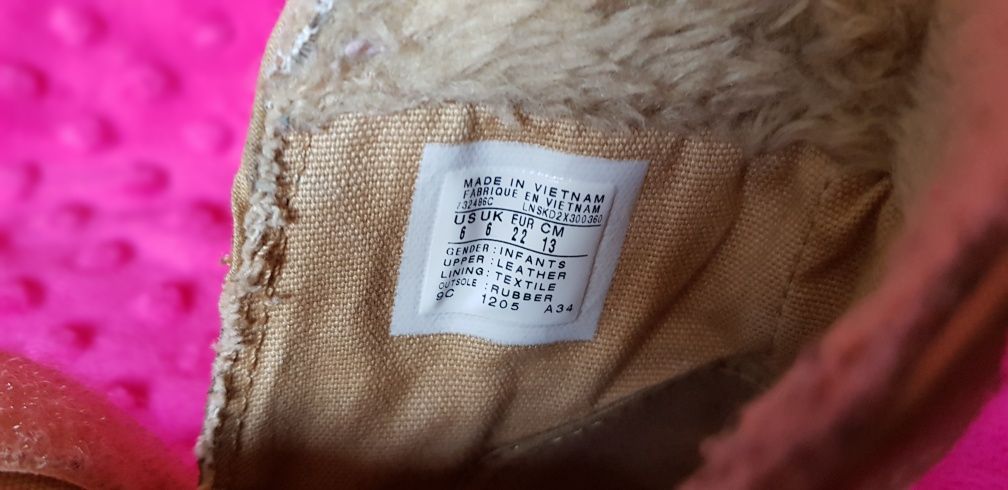 MADE IN VIETNAM
FABRIQUE EN VIETNAM
732486C LNSKD2X300360
US UK EUR CM
6 6 22 13
GENDER : INFANTS
UPPER : LEATHER
LINING : TEXTILE
OUTSOLE : RUBBER
9C 1205 A34